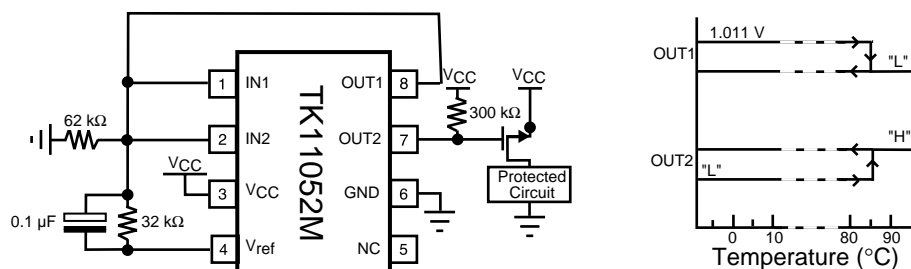 VCC
VCC
VCC
300 kΩ
62 kΩ
0.1 µF
32 kΩ
1 IN1
2 IN2
3 VCC
4 Vref
TK11052M
OUT1 8
OUT2 7
GND 6
NC 5
Protected
Circuit
OUT1
1.011 V
"L"
OUT2
"H"
"L"
0 10 80 90
Temperature (°C)